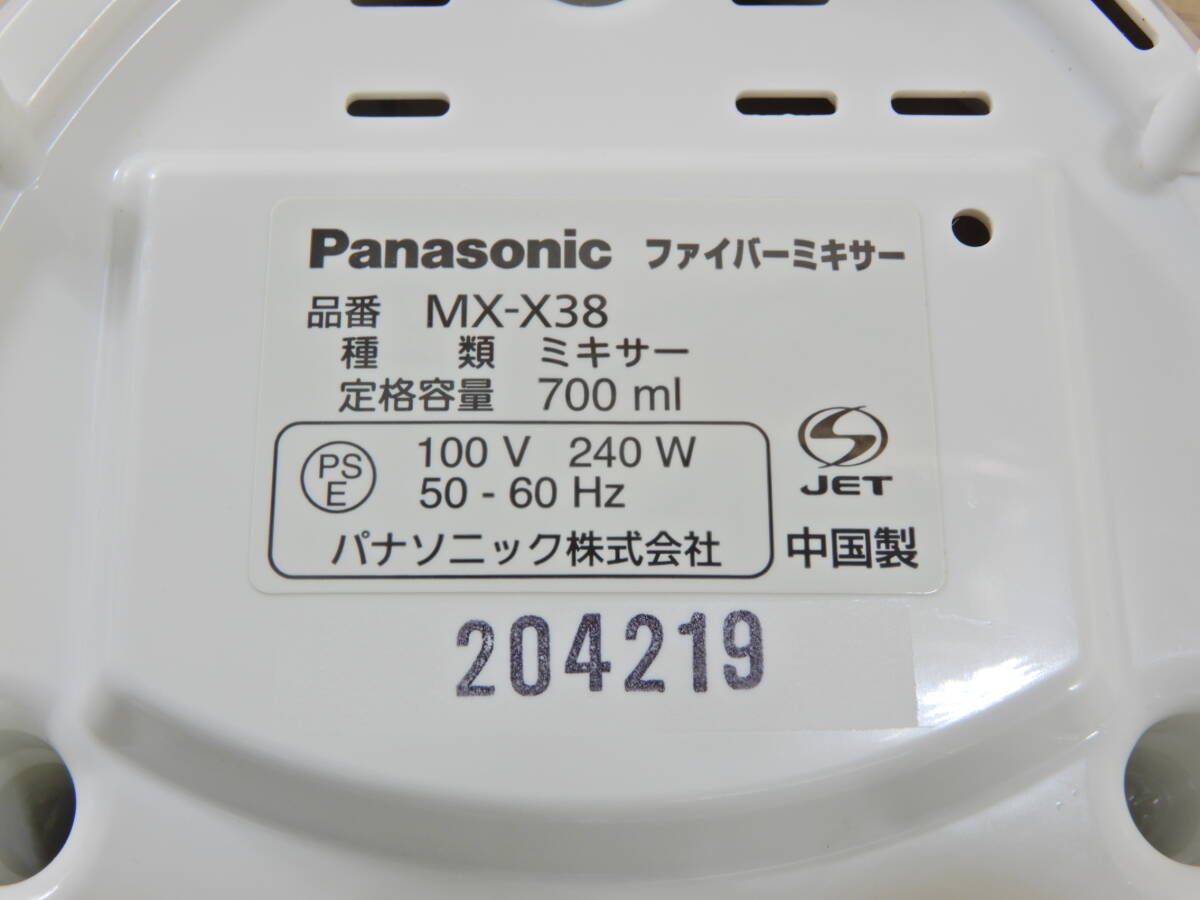 Panasonic ファイバーミキサー
品番 MX-X38
種 類 ミキサー
定格容量 700 ml
PS E 100 V 240 W
50 - 60 Hz
パナソニック株式会社
JET
中国製
204219